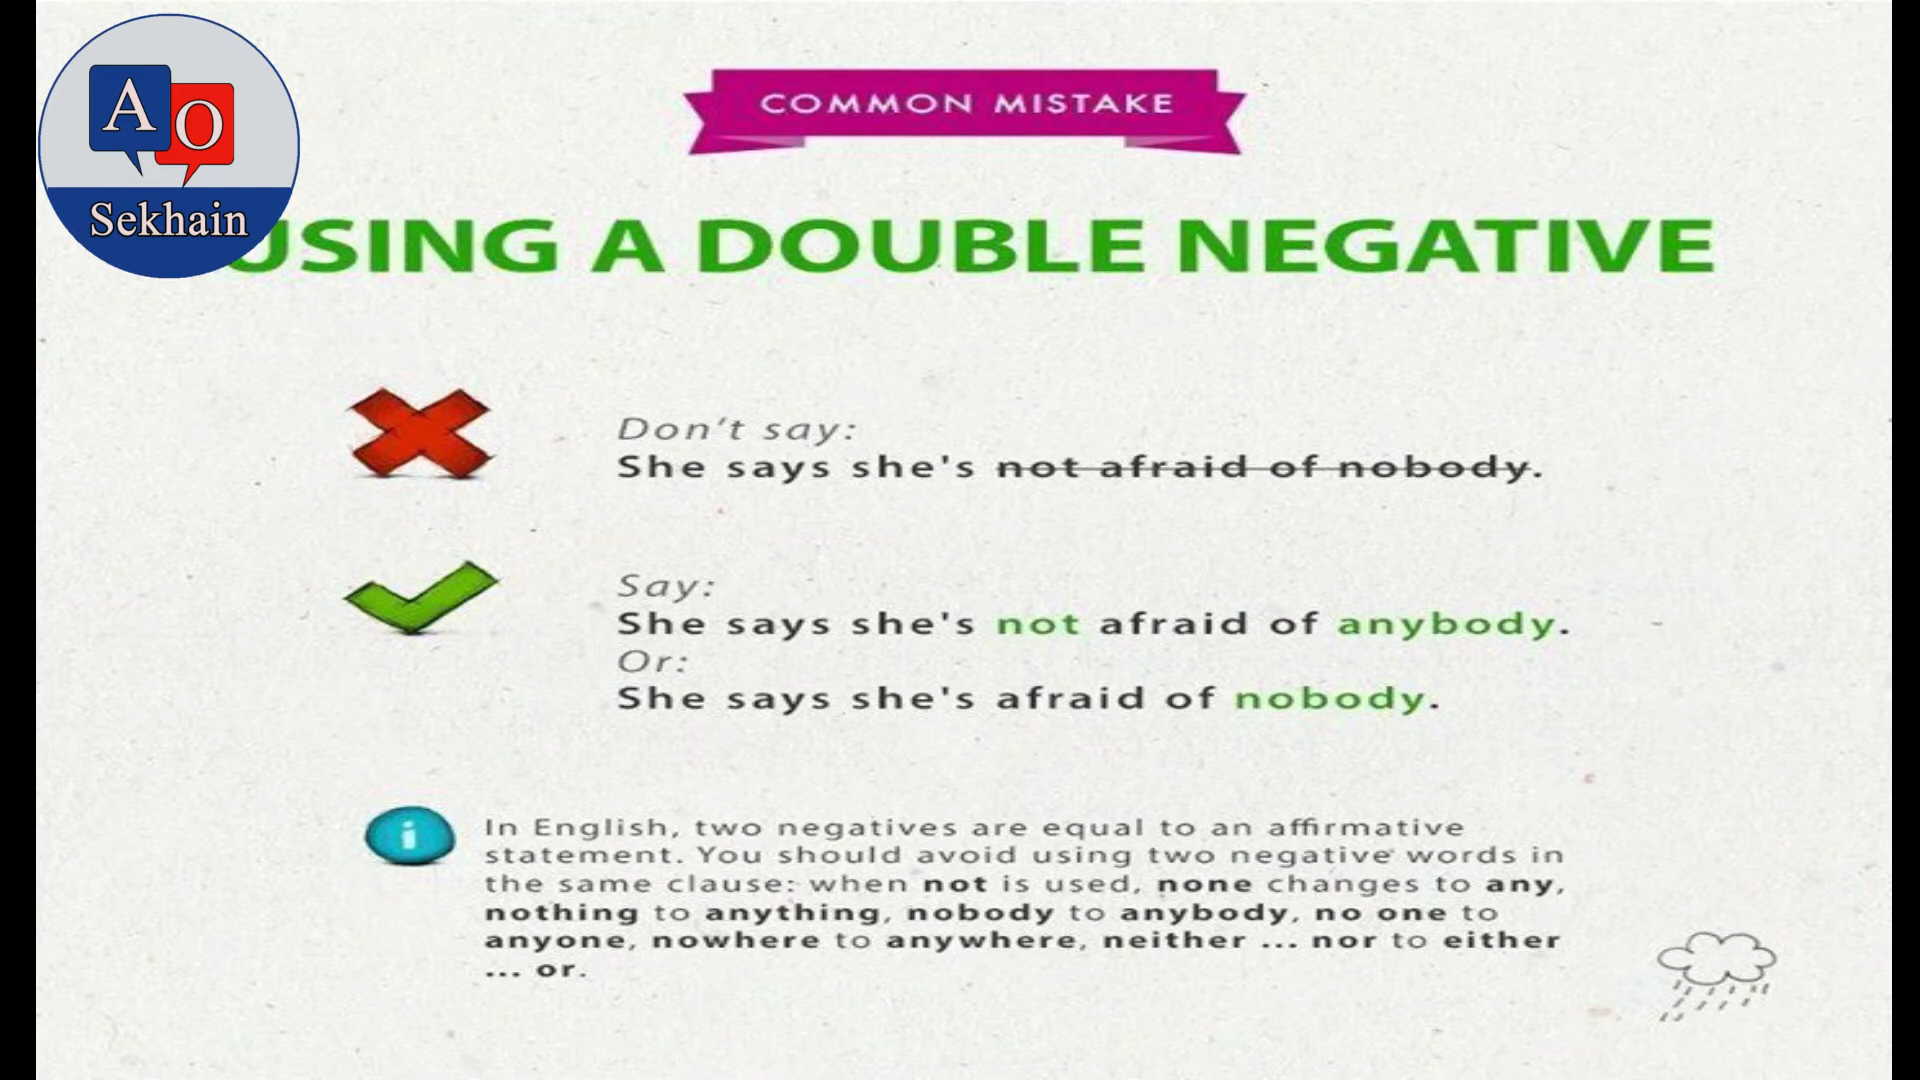 A O
Sekhain
COMMON MISTAKE
USING A DOUBLE NEGATIVE
Don't say:
She says she's not afraid of nobody.
Say:
She says she's not afraid of anybody.
Or:
She says she's afraid of nobody.
i
In English, two negatives are equal to an affirmative
statement. You should avoid using two negative words in
the same clause: when not is used, none changes to any,
nothing to anything, nobody to anybody, no one to
anyone, nowhere to anywhere, neither ... nor to either
... or.